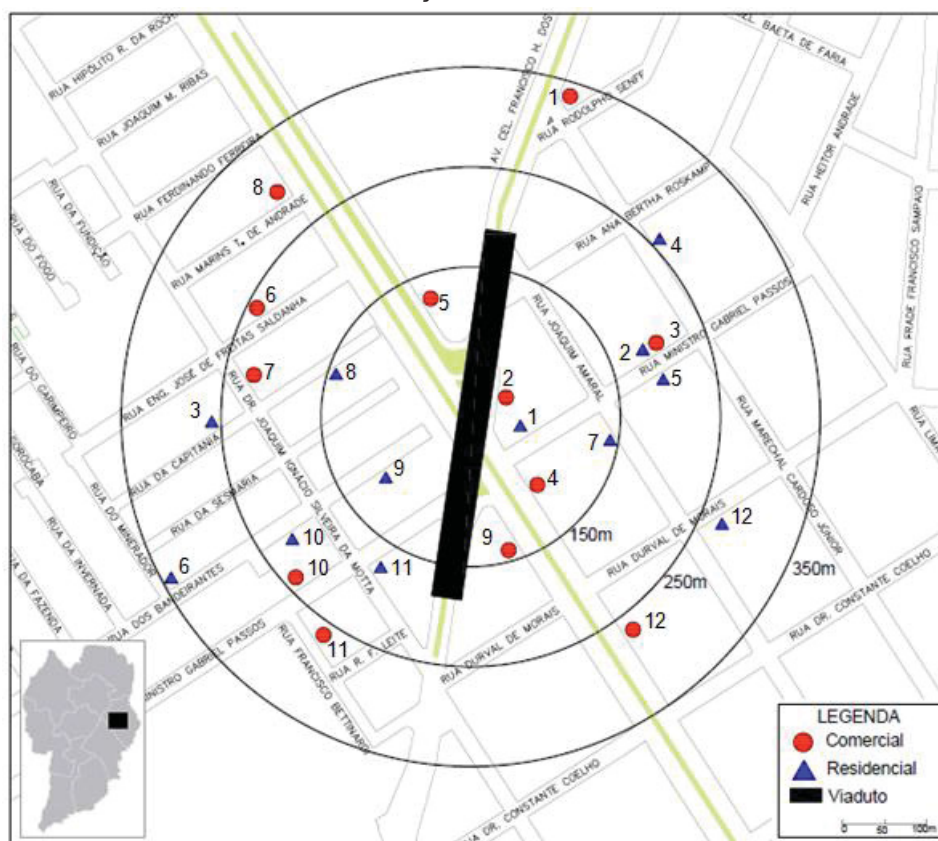 RUA HIPÓLITO R. DA ROCH
RUA JOAQUIM M. RIBAS
RUA FERDINANDO FERREIRA
RUA MARINS T. DE ANDRADE
RUA DA FUNDIÇÃO
RUA DO FOGO
RUA ENG. JOSÉ DE FREITAS SALDANHA
AV. CEL. FRANCISCO H. DOS
RUA RODOLPHO SENFF
EL. BAETA DE FARIA
RUA HEITOR ANDRADE
RUA ANA BERTHA ROSKAMP
RUA MINISTRO GABRIEL PASSOS
RUA FRADE FRANCISCO SAMPAIO
RUA JOAQUIM AMARAL
RUA LIMA
RUA DO GARIMPEIRO
SOROCABA
RUA DA CAPITANIA
RUA DR. JOAQUIM IGNÁCIO SILVEIRA DA MOTTA
RUA DA SESMARIA
RUA DO MINERADOR
RUA DA INVERNADA
DA FAZENDA
RUA DOS BANDEIRANTES
MINISTRO GABRIEL PASSOS
RUA FRANCISCO BETTINARDI
RUA R. F. LEITE
RUA DURVAL DE MORAIS
RUA DURVAL DE MORAIS
RUA MARECHAL CARDOSO JÚNIOR
RUA DR. CONSTANTE COELHO
RUA DR. CONSTANTE COELHO
1
8
4
6
5
3
2
7
8
5
2
3
1
7
9
4
12
10
9
150m
6
10
11
250m
350m
11
12
LEGENDA
Comercial
Residencial
Viaduto
0 50 100m